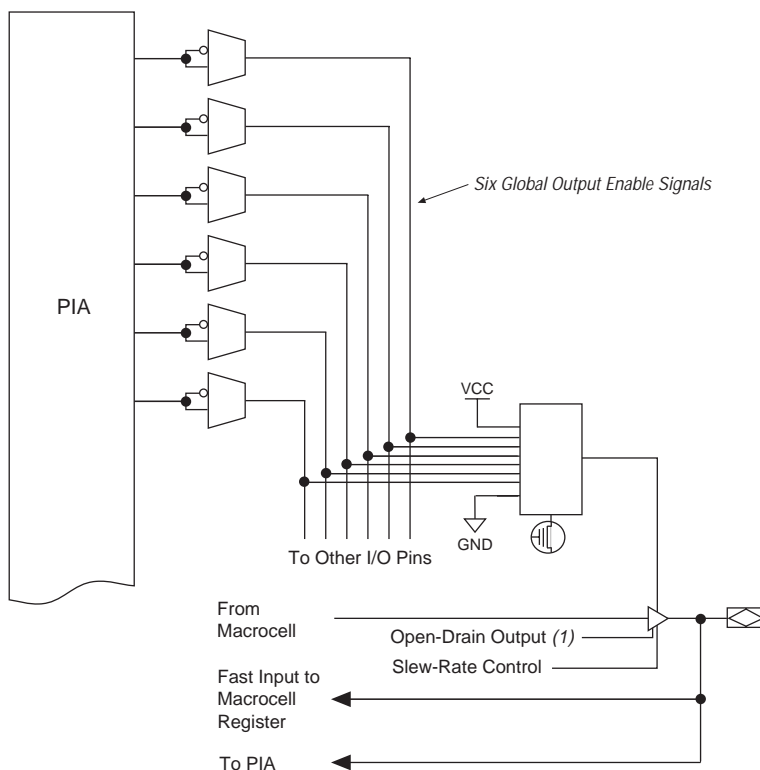 Six Global Output Enable Signals
PIA
VCC
GND
To Other I/O Pins
From
Macrocell
Open-Drain Output (1)
Slew-Rate Control
Fast Input to
Macrocell
Register
To PIA